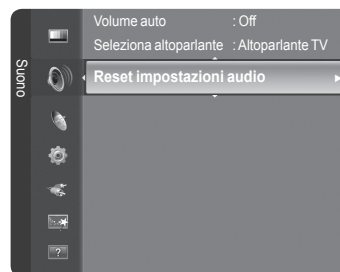 Suono
Volume auto : Off
Seleziona altoparlante : Altoparlante TV
Reset impostazioni audio
?